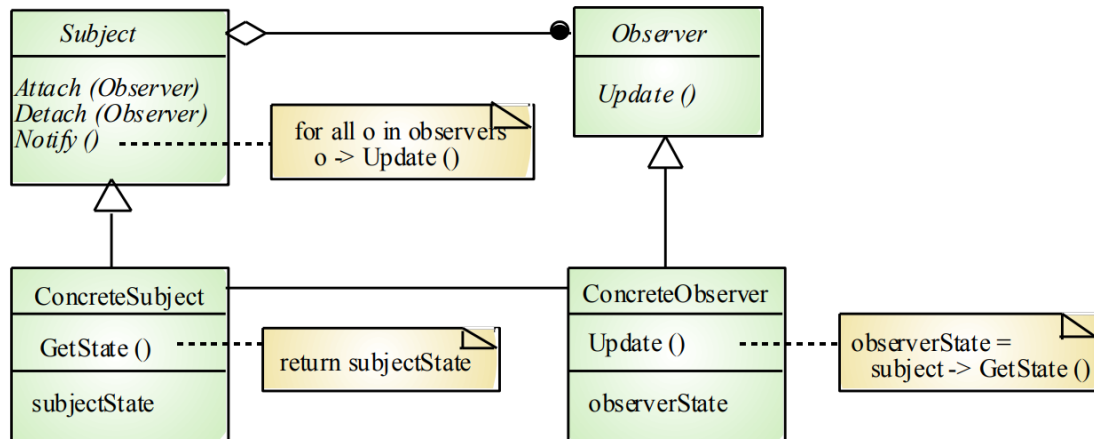 Subject
Attach (Observer)
Detach (Observer)
Notify ()
for all o in observers
o -> Update ()
Observer
Update ()
ConcreteSubject
GetState ()
subjectState
return subjectState
ConcreteObserver
Update ()
observerState
observerState =
subject -> GetState ()